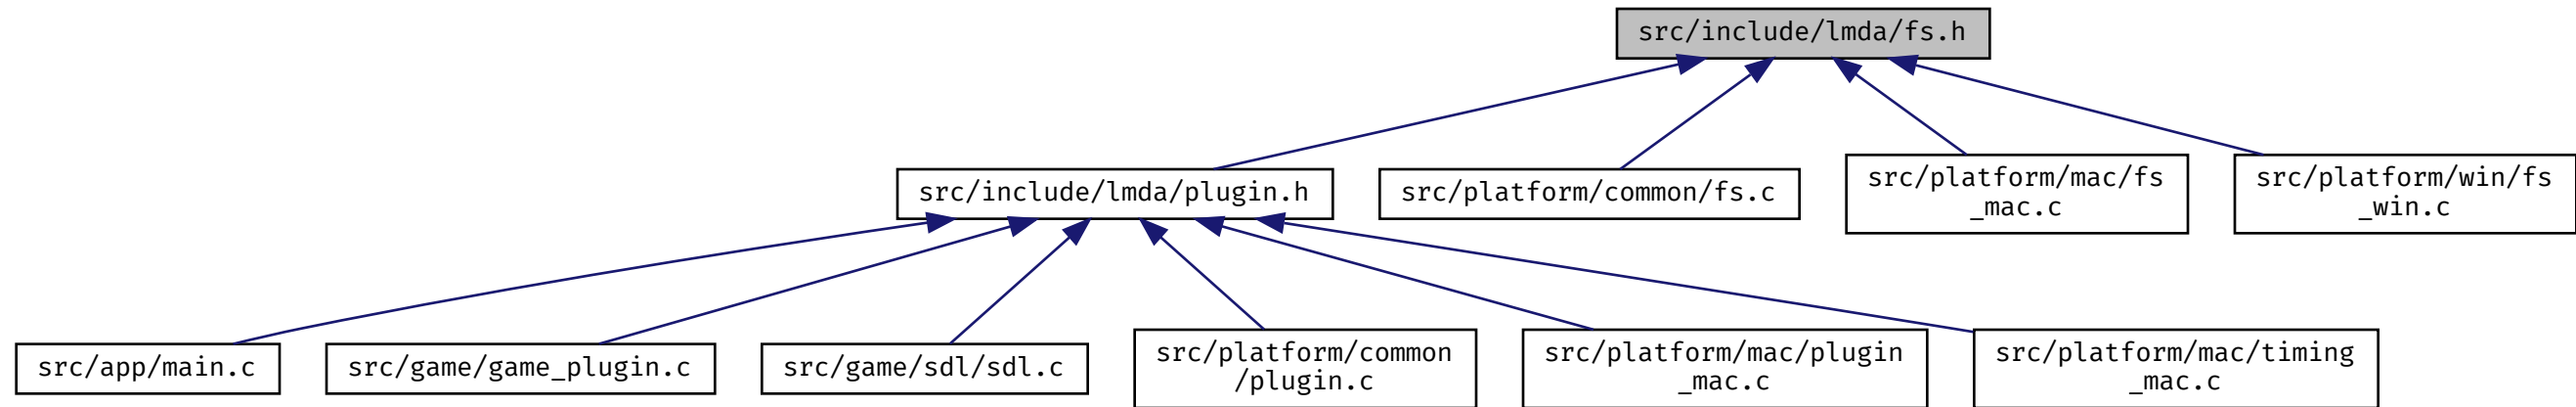 src/include/lmda/fs.h
src/include/lmda/plugin.h
src/platform/common/fs.c
src/platform/mac/fs
_mac.c
src/platform/win/fs
_win.c
src/app/main.c
src/game/game_plugin.c
src/game/sdl/sdl.c
src/platform/common
/plugin.c
src/platform/mac/plugin
_mac.c
src/platform/mac/timing
_mac.c